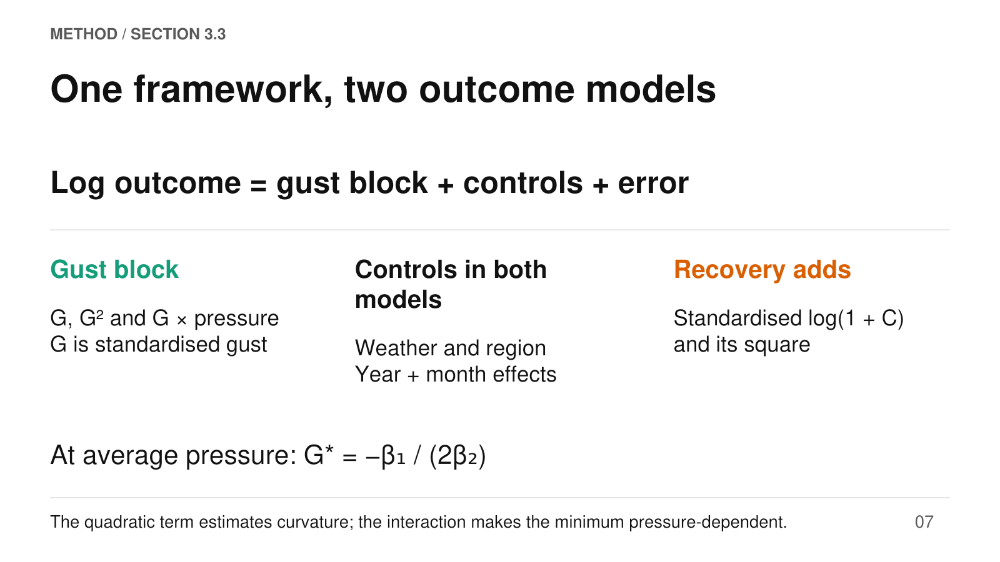 METHOD / SECTION 3.3
One framework, two outcome models
Log outcome = gust block + controls + error
Gust block
G, G² and G × pressure
G is standardised gust
Controls in both
models
Weather and region
Year + month effects
Recovery adds
Standardised log(1 + C)
and its square
At average pressure: G* = −β₁ / (2β₂)
The quadratic term estimates curvature; the interaction makes the minimum pressure-dependent.
07